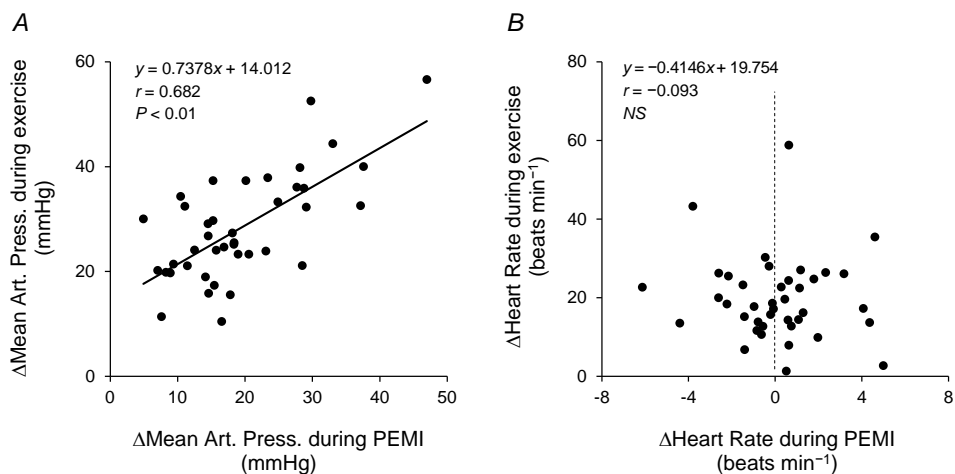 A
y = 0.7378x + 14.012
r = 0.682
P < 0.01
60
40
20
0
0 10 20 30 40 50
ΔMean Art. Press. during exercise
(mmHg)
ΔMean Art. Press. during PEMI
(mmHg)
B
y = −0.4146x + 19.754
r = −0.093
NS
80
60
40
20
0
-8 -4 0 4 8
ΔHeart Rate during exercise
(beats min⁻¹)
ΔHeart Rate during PEMI
(beats min⁻¹)